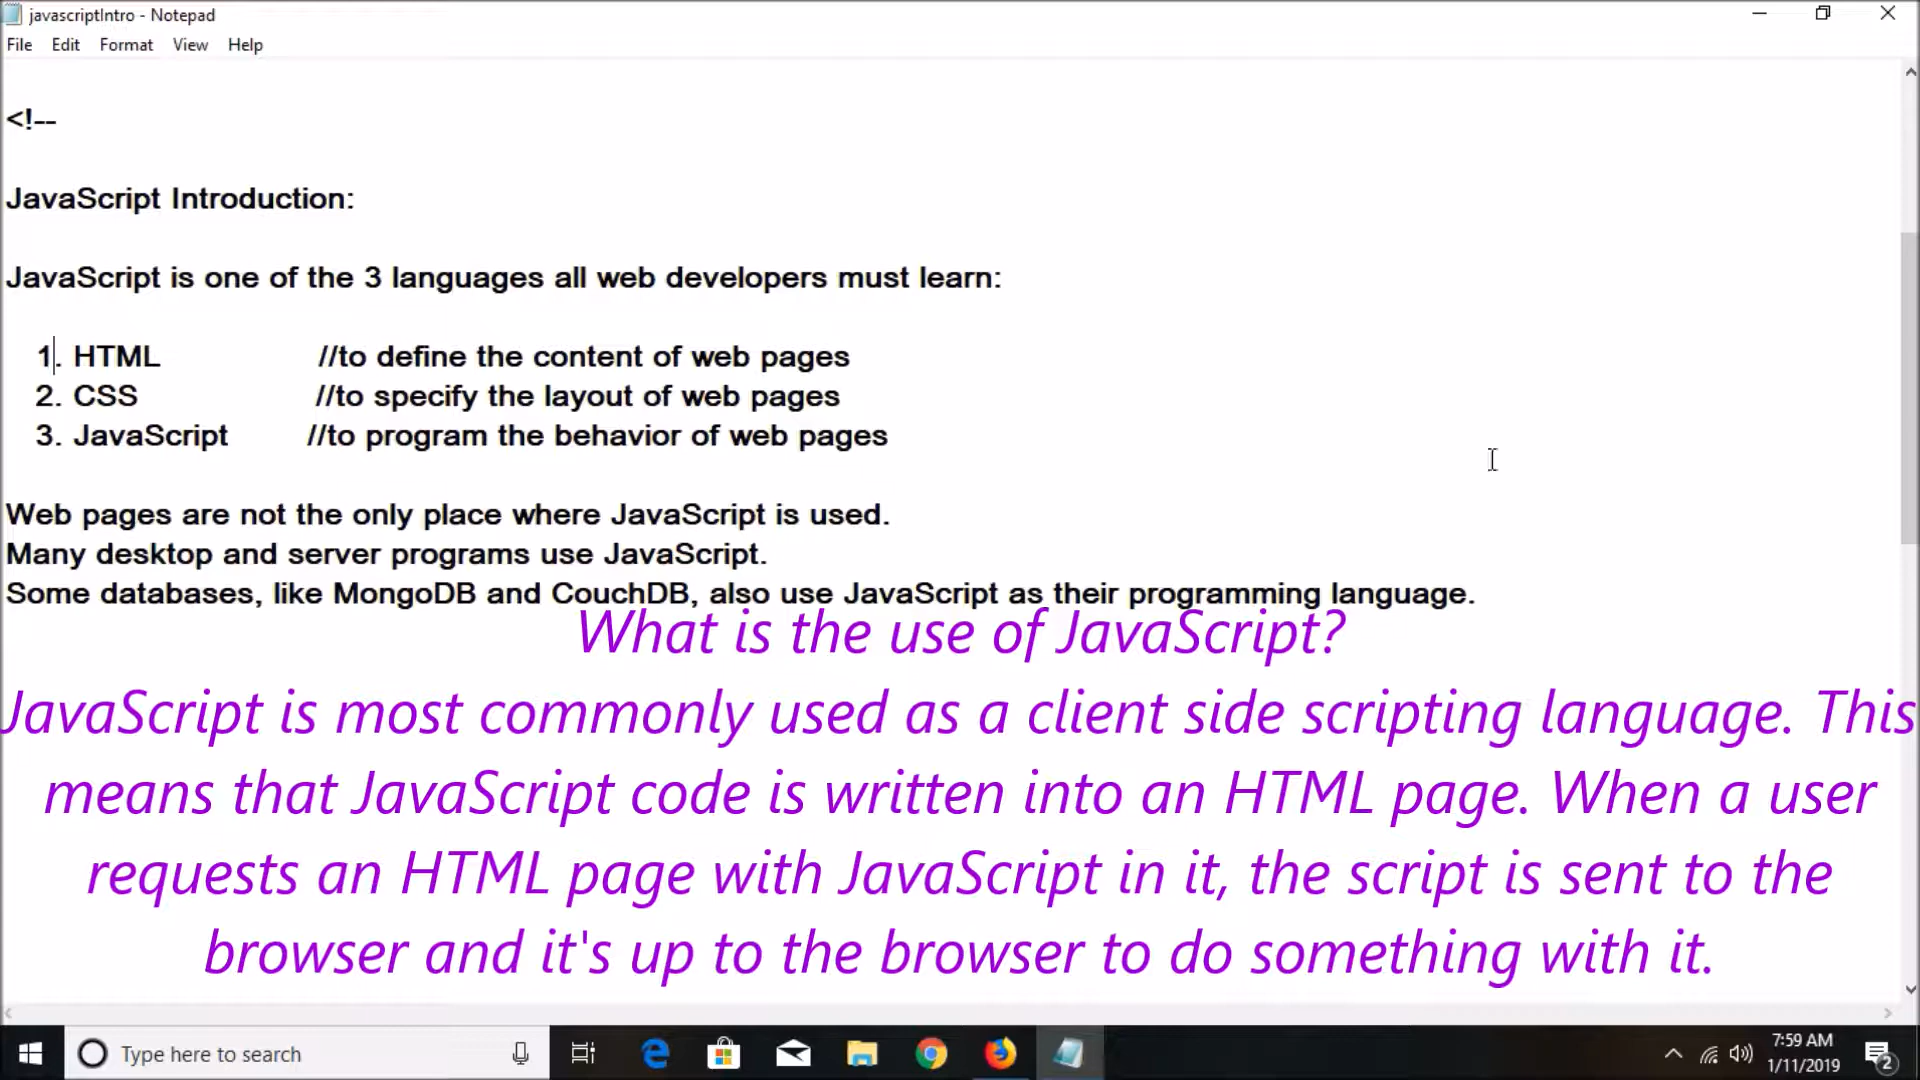 javascriptIntro - Notepad
File Edit Format View Help
<!--
JavaScript Introduction:
JavaScript is one of the 3 languages all web developers must learn:
1. HTML //to define the content of web pages
2. CSS //to specify the layout of web pages
3. JavaScript //to program the behavior of web pages
Web pages are not the only place where JavaScript is used.
Many desktop and server programs use JavaScript.
Some databases, like MongoDB and CouchDB, also use JavaScript as their programming language.
What is the use of JavaScript?
JavaScript is most commonly used as a client side scripting language. This
means that JavaScript code is written into an HTML page. When a user
requests an HTML page with JavaScript in it, the script is sent to the
browser and it's up to the browser to do something with it.
Type here to search
7:59 AM
1/11/2019
2